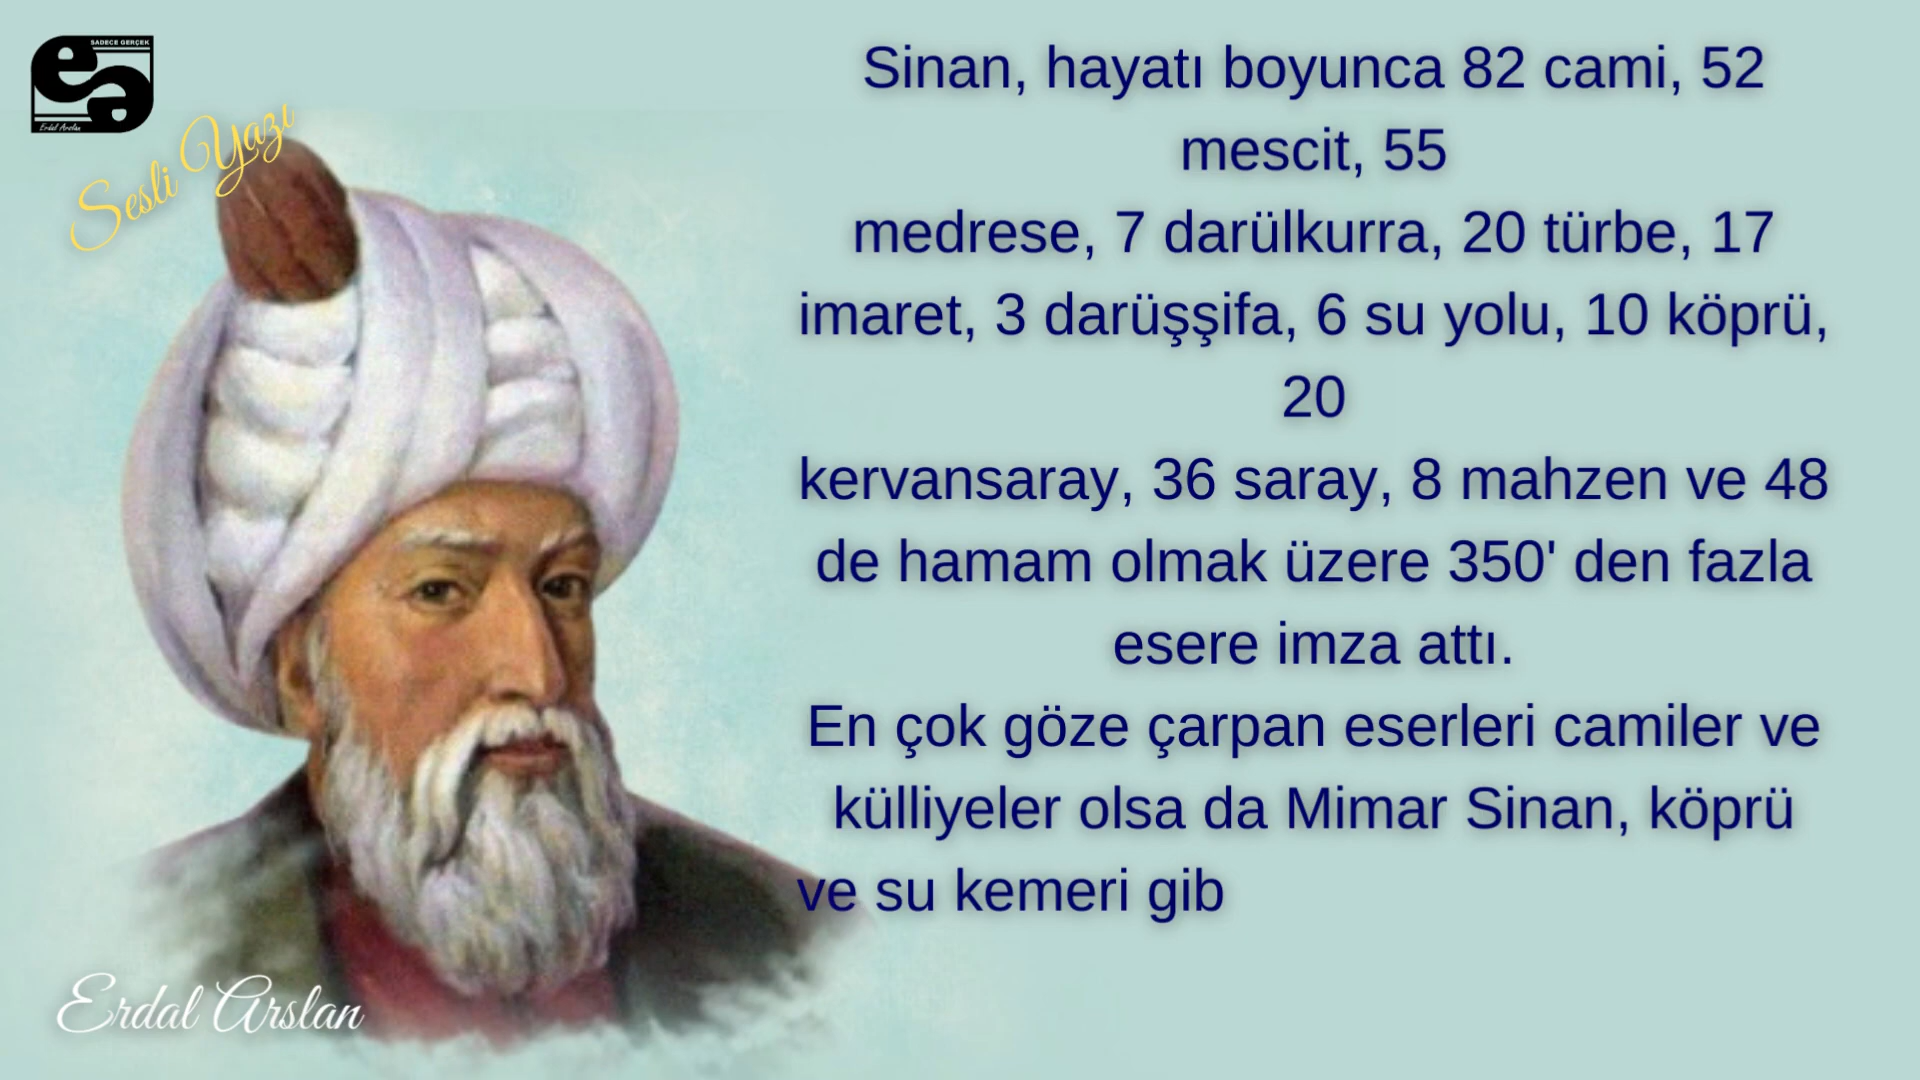 SADECE GERÇEK
ea
Erdal Arslan
Sesli Yazı
Sinan, hayatı boyunca 82 cami, 52
mescit, 55
medrese, 7 darülkurra, 20 türbe, 17
imaret, 3 darüşşifa, 6 su yolu, 10 köprü,
20
kervansaray, 36 saray, 8 mahzen ve 48
de hamam olmak üzere 350' den fazla
esere imza attı.
En çok göze çarpan eserleri camiler ve
külliyeler olsa da Mimar Sinan, köprü
ve su kemeri gib
Erdal Arslan